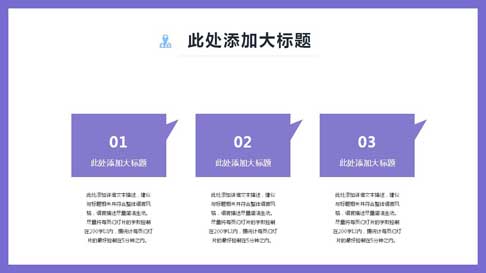 此处添加大标题
01
此处添加大标题
此处添加详细文本描述，建议
与标题相关并符合整体语言风
格，语言描述尽量简洁生动。
尽量将每页幻灯片的字数控制
在200字以内，据统计每页幻灯
片的最好控制在5分钟之内。
02
此处添加大标题
此处添加详细文本描述，建议
与标题相关并符合整体语言风
格，语言描述尽量简洁生动。
尽量将每页幻灯片的字数控制
在200字以内，据统计每页幻灯
片的最好控制在5分钟之内。
03
此处添加大标题
此处添加详细文本描述，建议
与标题相关并符合整体语言风
格，语言描述尽量简洁生动。
尽量将每页幻灯片的字数控制
在200字以内，据统计每页幻灯
片的最好控制在5分钟之内。